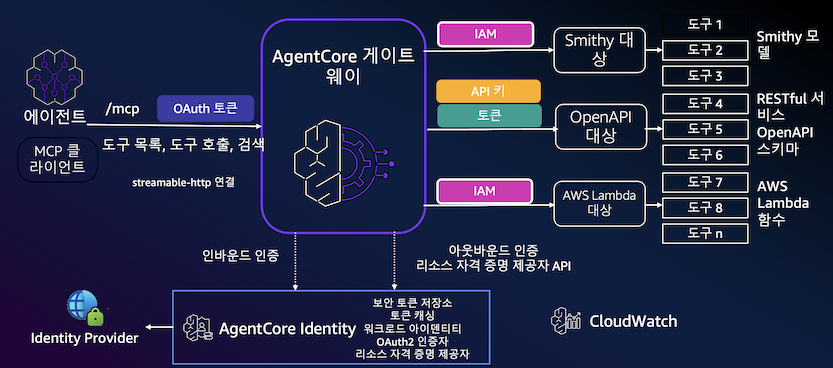 에이전트
MCP 클
라이언트
/mcp
OAuth 토큰
도구 목록, 도구 호출, 검색
streamable-http 연결
AgentCore 게이트
웨이
IAM
API 키
토큰
IAM
Smithy 대
상
OpenAPI
대상
AWS Lambda
대상
도구 1
도구 2
도구 3
도구 4
도구 5
도구 6
도구 7
도구 8
도구 n
Smithy 모
델
RESTful 서
비스
OpenAPI
스키마
AWS
Lambda
함수
인바운드 인증
아웃바운드 인증
리소스 자격 증명 제공자 API
Identity Provider
AgentCore Identity
보안 토큰 저장소
토큰 캐싱
워크로드 아이덴티티
OAuth2 인증자
리소스 자격 증명 제공자
CloudWatch